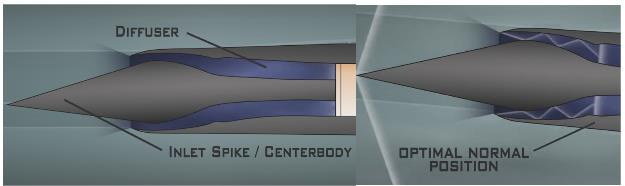 DIFFUSER
INLET SPIKE / CENTERBODY
OPTIMAL NORMAL
POSITION